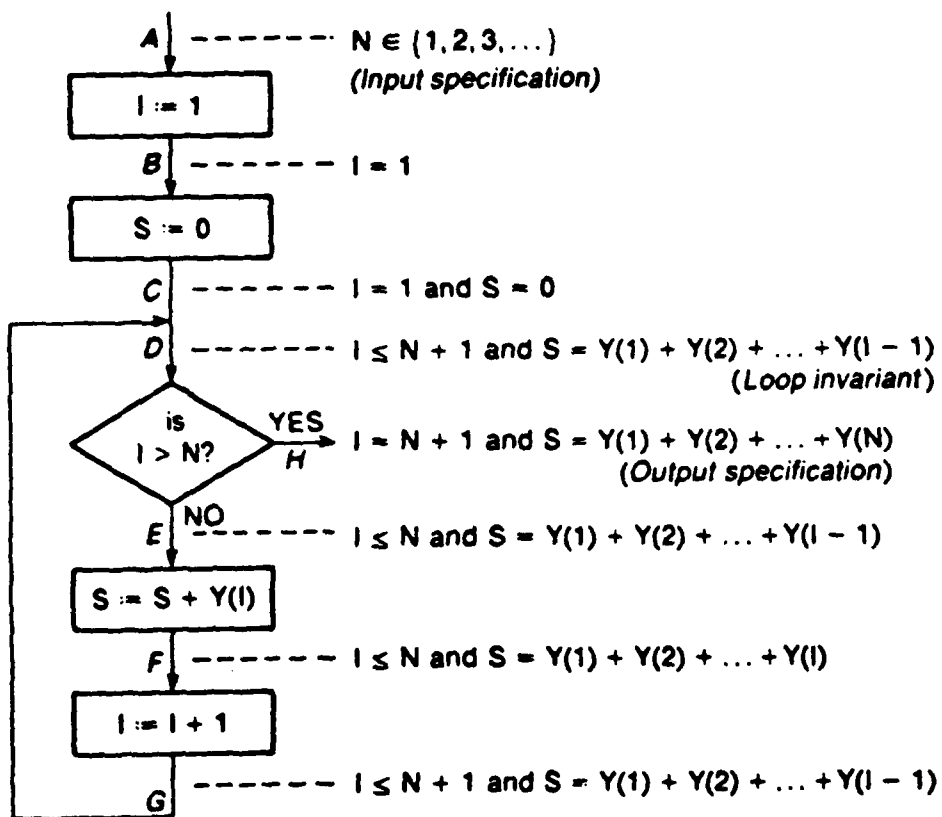 A N ∈ {1, 2, 3, ...}
(Input specification)
I := 1
B I = 1
S := 0
C I = 1 and S = 0
D I ≤ N + 1 and S = Y(1) + Y(2) + ... + Y(I − 1)
(Loop invariant)
is
I > N?
YES
H
I = N + 1 and S = Y(1) + Y(2) + ... + Y(N)
(Output specification)
NO
E I ≤ N and S = Y(1) + Y(2) + ... + Y(I − 1)
S := S + Y(I)
F I ≤ N and S = Y(1) + Y(2) + ... + Y(I)
I := I + 1
G I ≤ N + 1 and S = Y(1) + Y(2) + ... + Y(I − 1)